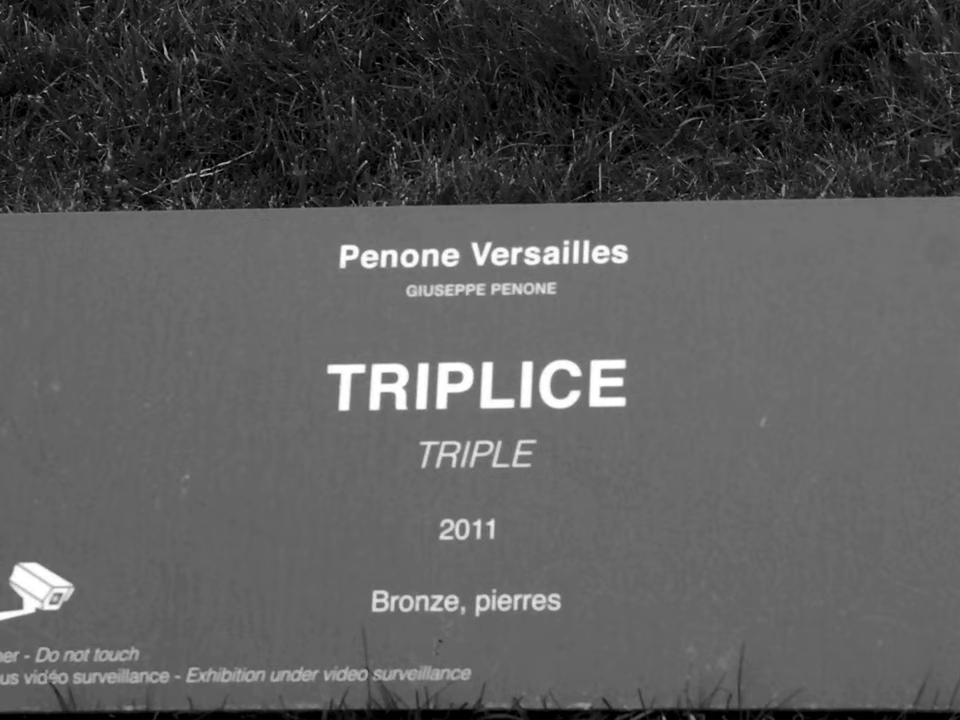 Penone Versailles
GIUSEPPE PENONE
TRIPLICE
TRIPLE
2011
Bronze, pierres
- Do not touch
vidéo surveillance - Exhibition under video surveillance